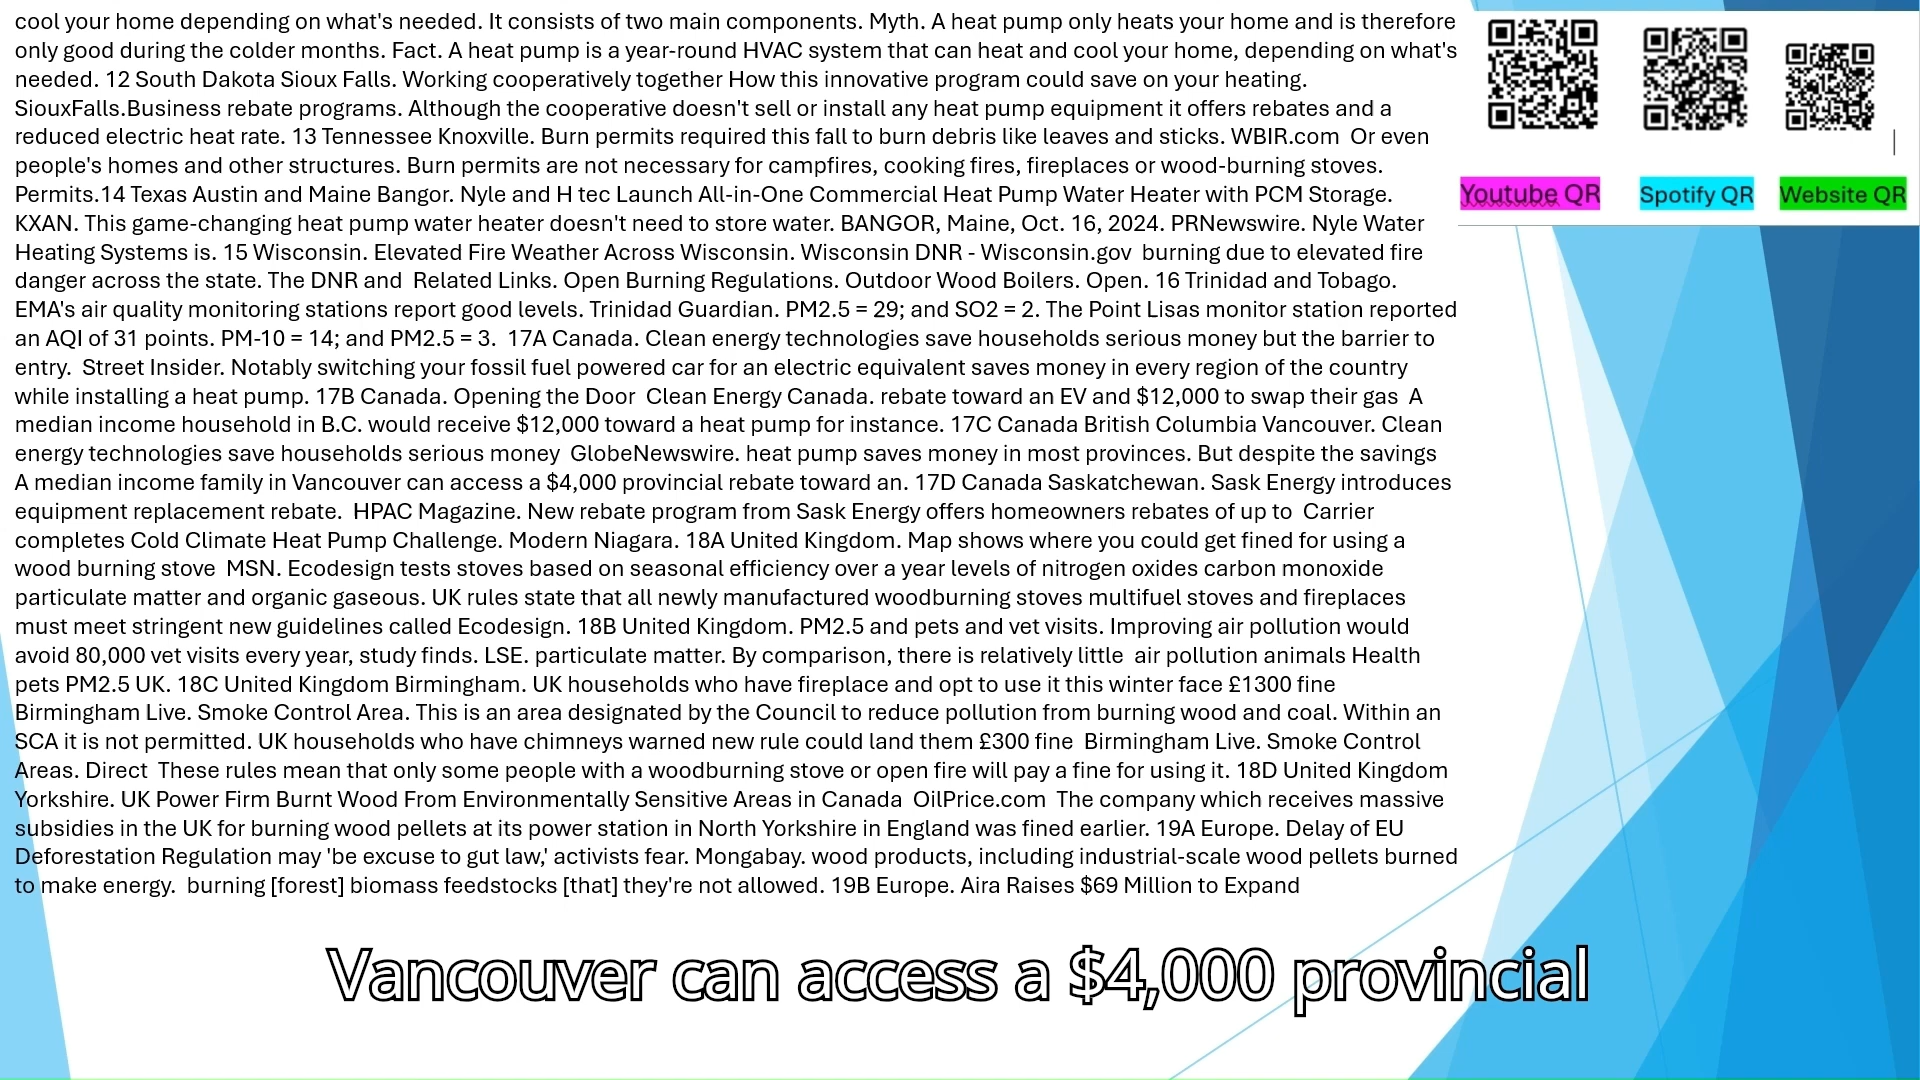 cool your home depending on what's needed. It consists of two main components. Myth. A heat pump only heats your home and is therefore
only good during the colder months. Fact. A heat pump is a year-round HVAC system that can heat and cool your home, depending on what's
needed. 12 South Dakota Sioux Falls. Working cooperatively together How this innovative program could save on your heating.
SiouxFalls.Business rebate programs. Although the cooperative doesn't sell or install any heat pump equipment it offers rebates and a
reduced electric heat rate. 13 Tennessee Knoxville. Burn permits required this fall to burn debris like leaves and sticks. WBIR.com  Or even
people's homes and other structures. Burn permits are not necessary for campfires, cooking fires, fireplaces or wood-burning stoves.
Permits.14 Texas Austin and Maine Bangor. Nyle and H tec Launch All-in-One Commercial Heat Pump Water Heater with PCM Storage.
KXAN. This game-changing heat pump water heater doesn't need to store water. BANGOR, Maine, Oct. 16, 2024. PRNewswire. Nyle Water
Heating Systems is. 15 Wisconsin. Elevated Fire Weather Across Wisconsin. Wisconsin DNR - Wisconsin.gov  burning due to elevated fire
danger across the state. The DNR and  Related Links. Open Burning Regulations. Outdoor Wood Boilers. Open. 16 Trinidad and Tobago.
EMA's air quality monitoring stations report good levels. Trinidad Guardian. PM2.5 = 29; and SO2 = 2. The Point Lisas monitor station reported
an AQI of 31 points. PM-10 = 14; and PM2.5 = 3.  17A Canada. Clean energy technologies save households serious money but the barrier to
entry.  Street Insider. Notably switching your fossil fuel powered car for an electric equivalent saves money in every region of the country
while installing a heat pump. 17B Canada. Opening the Door  Clean Energy Canada. rebate toward an EV and $12,000 to swap their gas  A
median income household in B.C. would receive $12,000 toward a heat pump for instance. 17C Canada British Columbia Vancouver. Clean
energy technologies save households serious money  GlobeNewswire. heat pump saves money in most provinces. But despite the savings
A median income family in Vancouver can access a $4,000 provincial rebate toward an. 17D Canada Saskatchewan. Sask Energy introduces
equipment replacement rebate.  HPAC Magazine. New rebate program from Sask Energy offers homeowners rebates of up to  Carrier
completes Cold Climate Heat Pump Challenge. Modern Niagara. 18A United Kingdom. Map shows where you could get fined for using a
wood burning stove  MSN. Ecodesign tests stoves based on seasonal efficiency over a year levels of nitrogen oxides carbon monoxide
particulate matter and organic gaseous. UK rules state that all newly manufactured woodburning stoves multifuel stoves and fireplaces
must meet stringent new guidelines called Ecodesign. 18B United Kingdom. PM2.5 and pets and vet visits. Improving air pollution would
avoid 80,000 vet visits every year, study finds. LSE. particulate matter. By comparison, there is relatively little  air pollution animals Health
pets PM2.5 UK. 18C United Kingdom Birmingham. UK households who have fireplace and opt to use it this winter face £1300 fine
Birmingham Live. Smoke Control Area. This is an area designated by the Council to reduce pollution from burning wood and coal. Within an
SCA it is not permitted. UK households who have chimneys warned new rule could land them £300 fine  Birmingham Live. Smoke Control
Areas. Direct  These rules mean that only some people with a woodburning stove or open fire will pay a fine for using it. 18D United Kingdom
Yorkshire. UK Power Firm Burnt Wood From Environmentally Sensitive Areas in Canada  OilPrice.com  The company which receives massive
subsidies in the UK for burning wood pellets at its power station in North Yorkshire in England was fined earlier. 19A Europe. Delay of EU
Deforestation Regulation may 'be excuse to gut law,' activists fear. Mongabay. wood products, including industrial-scale wood pellets burned
to make energy.  burning [forest] biomass feedstocks [that] they're not allowed. 19B Europe. Aira Raises $69 Million to Expand
Youtube QR
Spotify QR
Website QR
Vancouver can access a $4,000 provincial